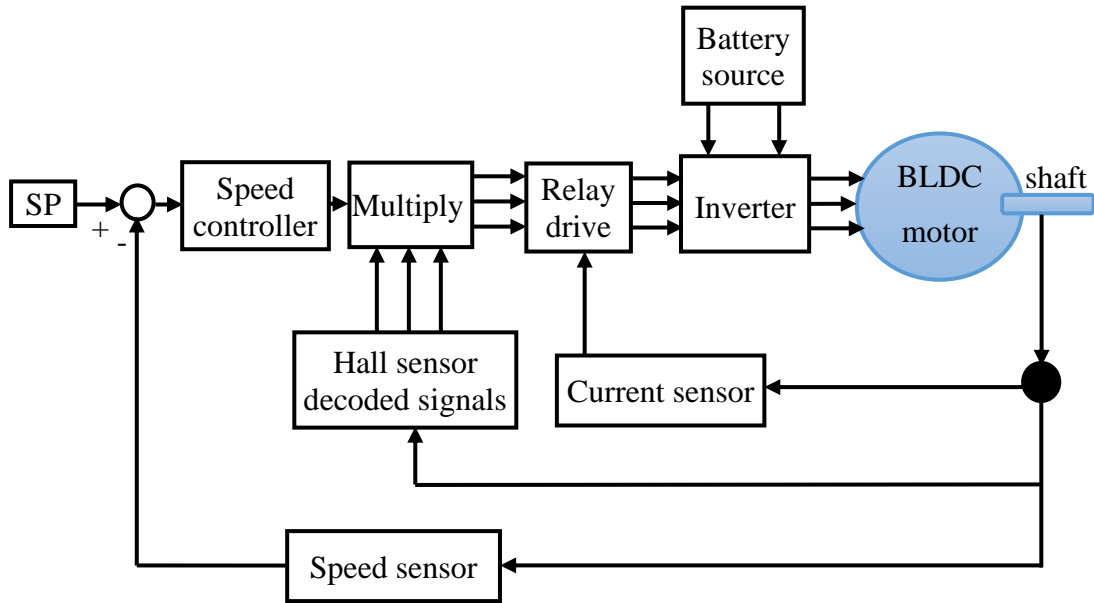 Battery
source
SP
+
-
Speed
controller
Multiply
Relay
drive
Inverter
BLDC
motor
shaft
Hall sensor
decoded signals
Current sensor
Speed sensor